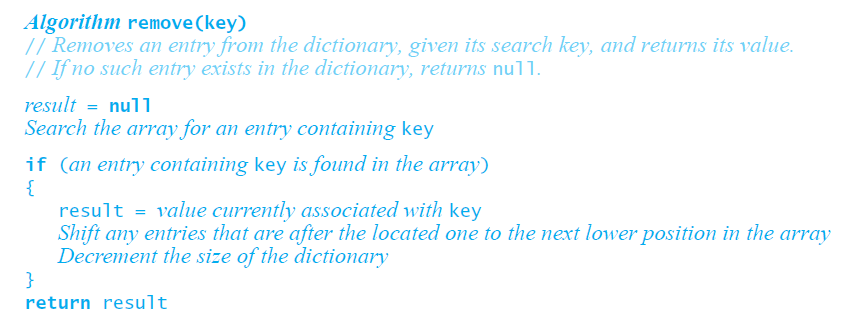 Algorithm remove(key)
// Removes an entry from the dictionary, given its search key, and returns its value.
// If no such entry exists in the dictionary, returns null.
result = null
Search the array for an entry containing key
if (an entry containing key is found in the array)
{
result = value currently associated with key
Shift any entries that are after the located one to the next lower position in the array
Decrement the size of the dictionary
}
return result